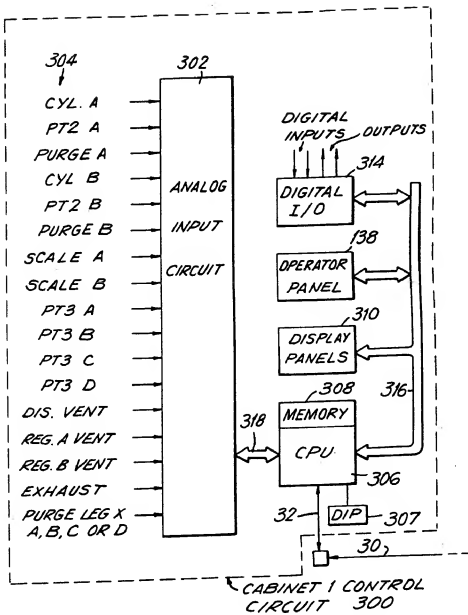 304
302
CYL. A
PT2 A
PURGE A
CYL B
PT2 B
PURGE B
SCALE A
SCALE B
PT3 A
PT3 B
PT3 C
PT3 D
DIS. VENT
REG. A VENT
REG. B VENT
EXHAUST
PURGE LEG X
A, B, C OR D
ANALOG
INPUT
CIRCUIT
DIGITAL
INPUTS OUTPUTS
314
DIGITAL
I/O
138
OPERATOR
PANEL
310
DISPLAY
PANELS
308
316
MEMORY
318
CPU
306
32
DIP
307
30
CABINET 1 CONTROL
CIRCUIT 300